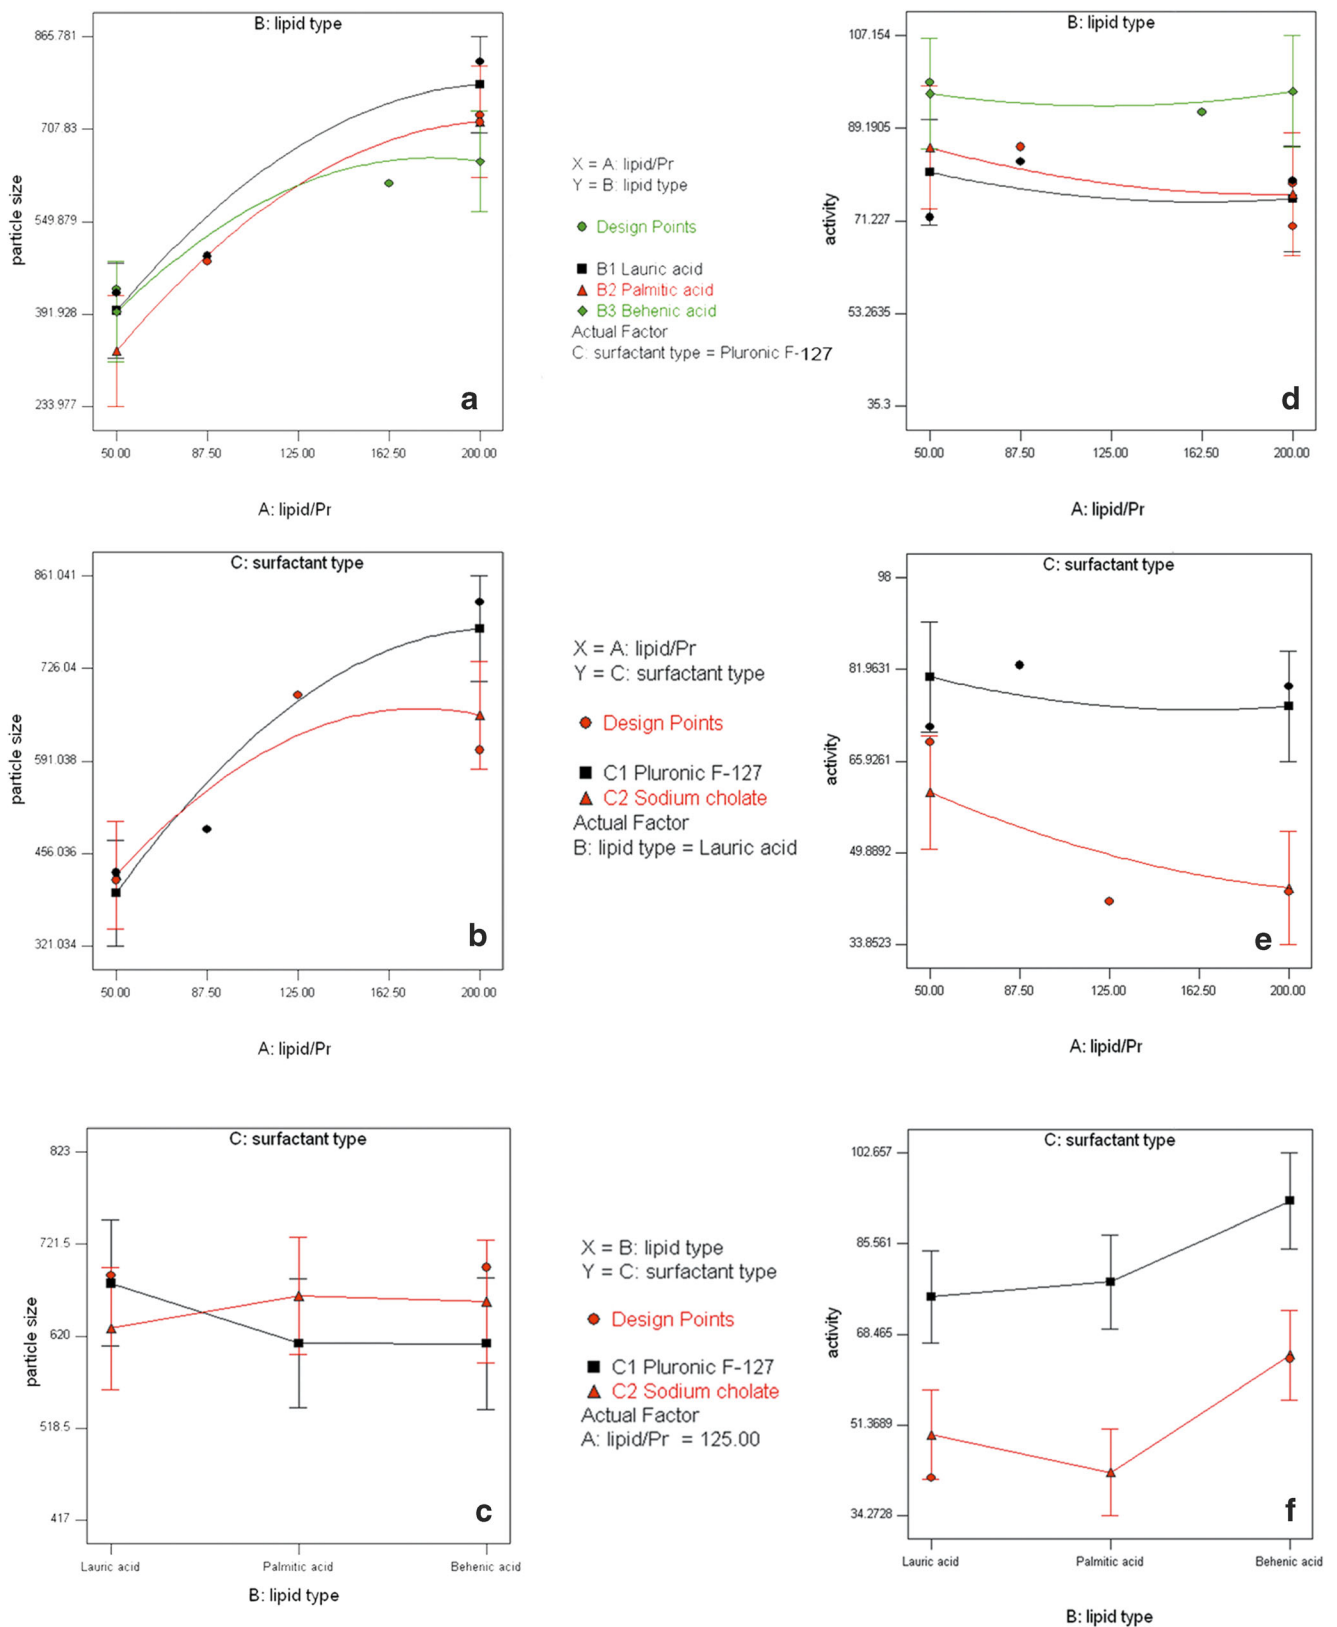 B: lipid type
865.781
707 83
549.879
391.928
233.977
particle size
a
50.00 87.50 125.00 162.50 200.00
A: lipid/Pr
X = A: lipid/Pr
Y = B: lipid type
Design Points
B1 Lauric acid
B2 Palmitic acid
B3 Behenic acid
Actual Factor
C: surfactant type = Pluronic F-127
B: lipid type
107.154
89.1905
71.227
53.2635
35.3
activity
d
50.00 87.50 125.00 162.50 200.00
A: lipid/Pr
C: surfactant type
861 041
726 04
591.038
456 036
321 034
particle size
b
50.00 87.50 125.00 162.50 200.00
A: lipid/Pr
X = A: lipid/Pr
Y = C: surfactant type
Design Points
C1 Pluronic F-127
C2 Sodium cholate
Actual Factor
B: lipid type = Lauric acid
C: surfactant type
98
81.9631
65.9261
49.8892
33.8523
activity
e
50.00 87.50 125.00 162.50 200.00
A: lipid/Pr
C: surfactant type
823
721.5
620
518.5
417
particle size
c
Lauric acid Palmitic acid Behenic acid
B: lipid type
X = B: lipid type
Y = C: surfactant type
Design Points
C1 Pluronic F-127
C2 Sodium cholate
Actual Factor
A: lipid/Pr = 125.00
C: surfactant type
102.657
85.561
68.465
51.3689
34.2728
activity
f
Lauric acid Palmitic acid Behenic acid
B: lipid type